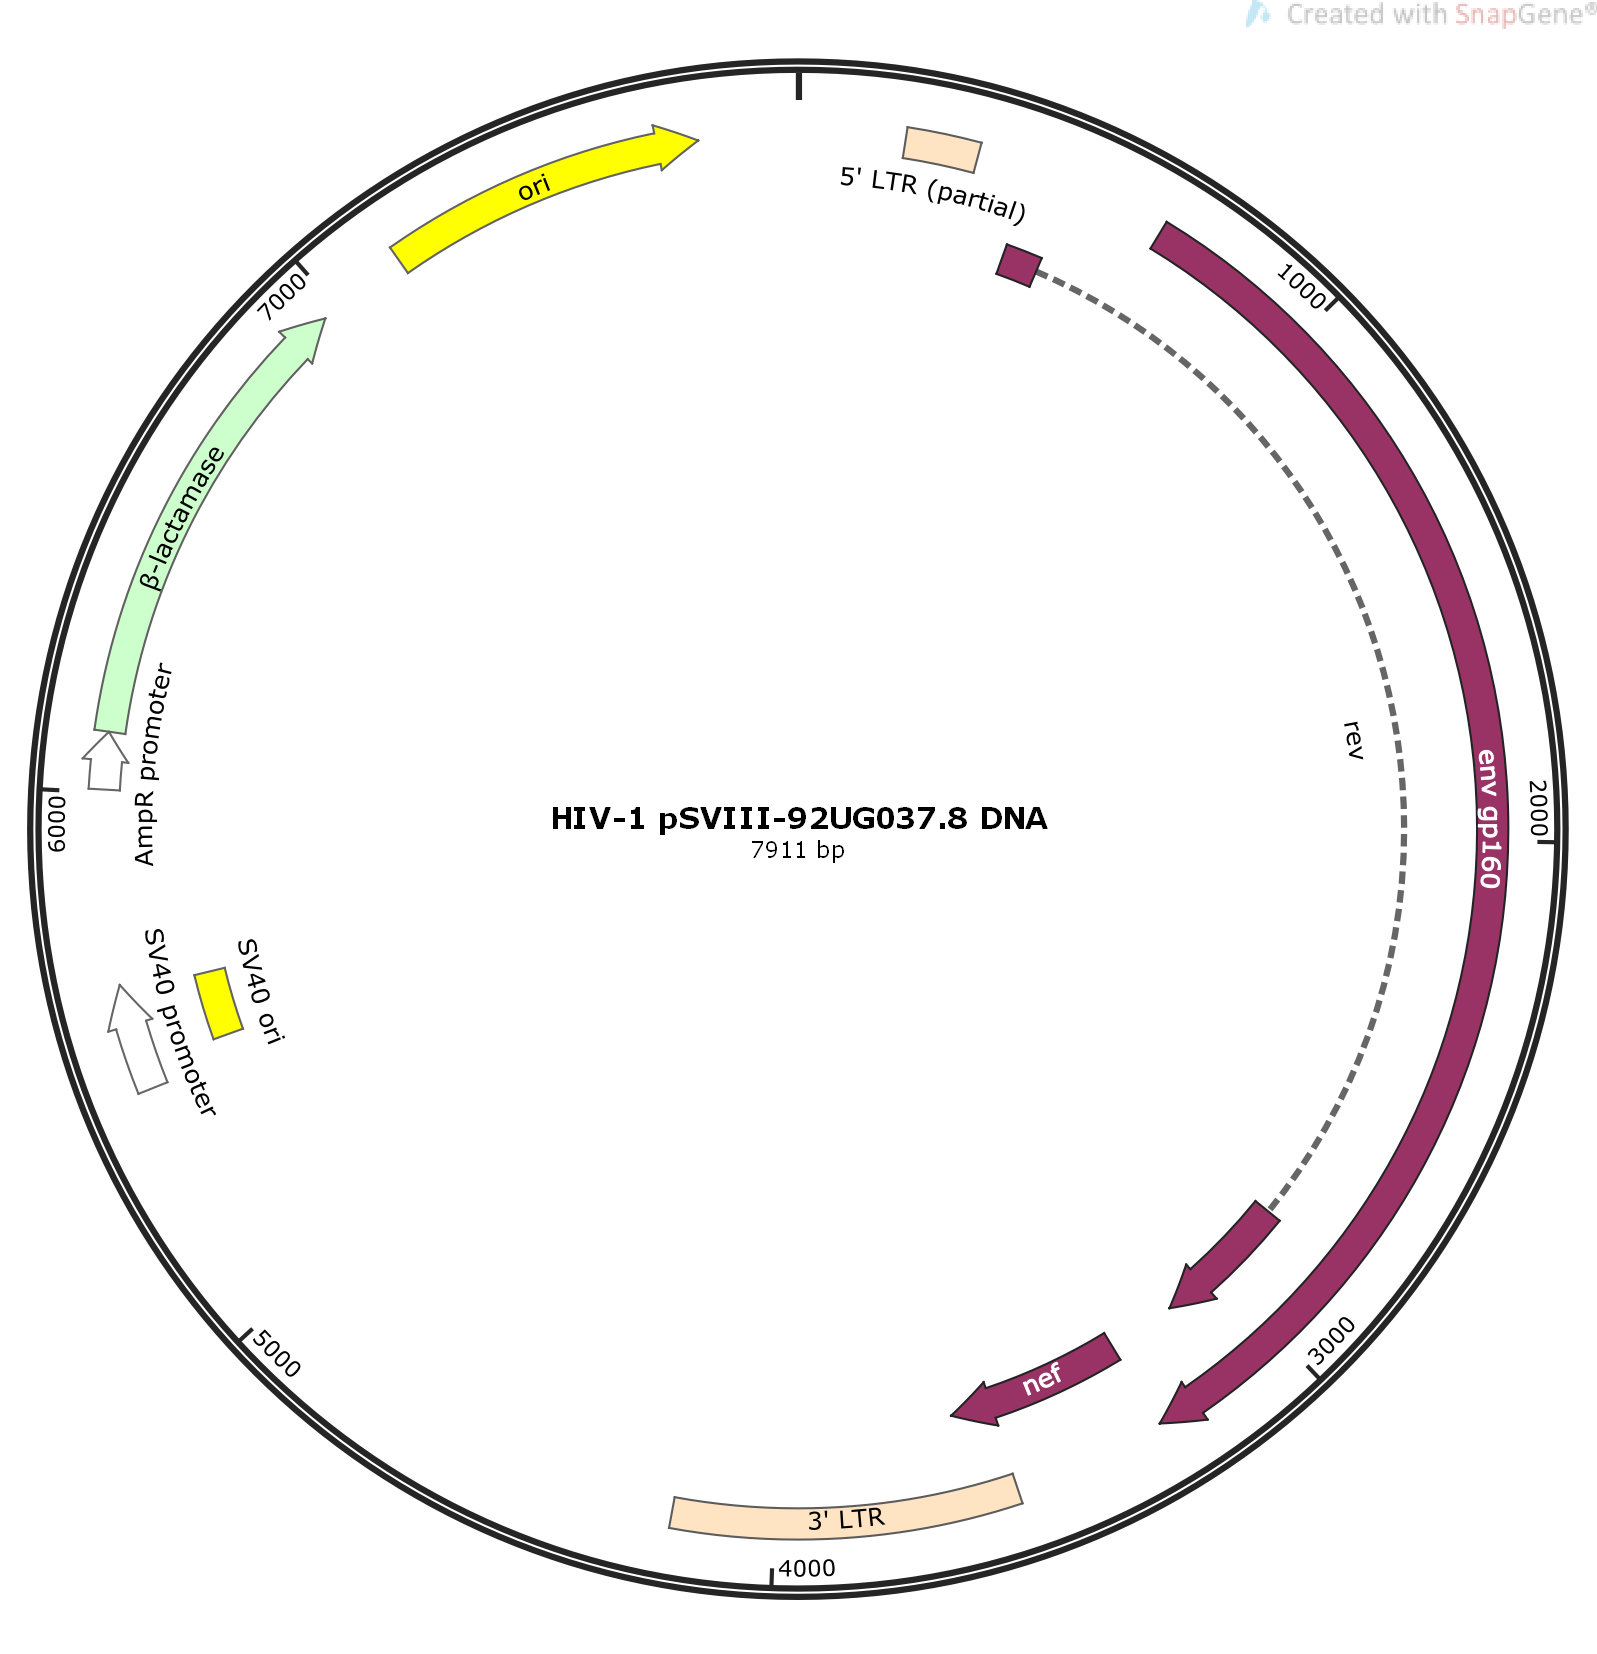 Created with SnapGene®
ori
5' LTR (partial)
1000
7000
β-lactamase
rev
env gp160
AmpR promoter
2000
6000
HIV-1 pSVIII-92UG037.8 DNA
7911 bp
SV40 promoter
SV40 ori
5000
3000
nef
3' LTR
4000